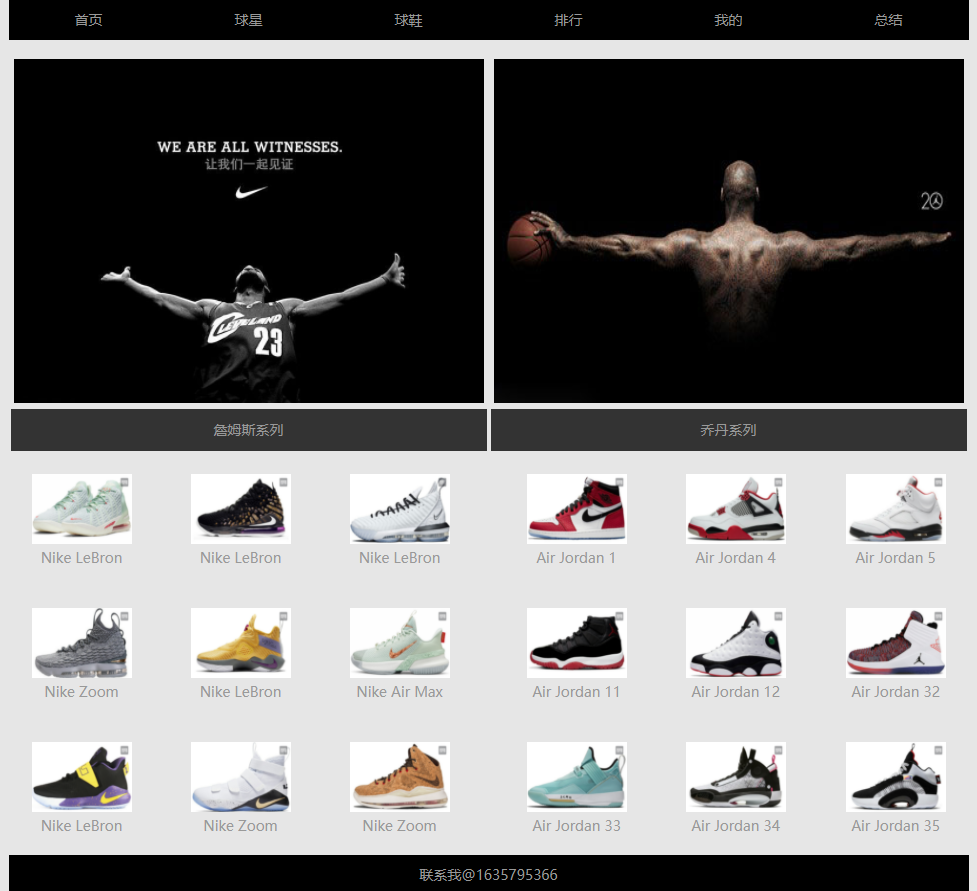 首页 球星 球鞋 排行 我的 总结
WE ARE ALL WITNESSES.
让我们一起见证
CLEVELAND
23
20
詹姆斯系列 乔丹系列
Nike LeBron Nike LeBron Nike LeBron Air Jordan 1 Air Jordan 4 Air Jordan 5
Nike Zoom Nike LeBron Nike Air Max Air Jordan 11 Air Jordan 12 Air Jordan 32
Nike LeBron Nike Zoom Nike Zoom Air Jordan 33 Air Jordan 34 Air Jordan 35
联系我@1635795366